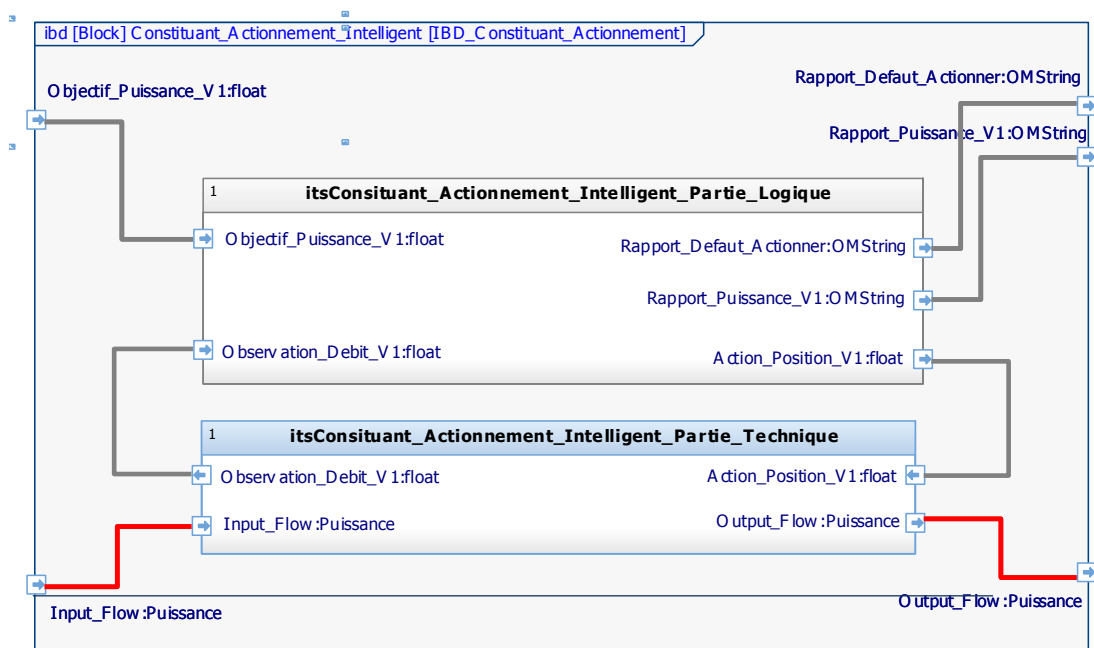 ibd [Block] Constituant_Actionnement_Intelligent [IBD_Constituant_Actionnement]
Objectif_Puissance_V1:float
Rapport_Defaut_Actionner:OMString
Rapport_Puissance_V1:OMString
1
itsConsituant_Actionnement_Intelligent_Partie_Logique
Objectif_Puissance_V1:float
Rapport_Defaut_Actionner:OMString
Rapport_Puissance_V1:OMString
Observation_Debit_V1:float
Action_Position_V1:float
1
itsConsituant_Actionnement_Intelligent_Partie_Technique
Observation_Debit_V1:float
Action_Position_V1:float
Input_Flow:Puissance
Output_Flow:Puissance
Input_Flow:Puissance
Output_Flow:Puissance